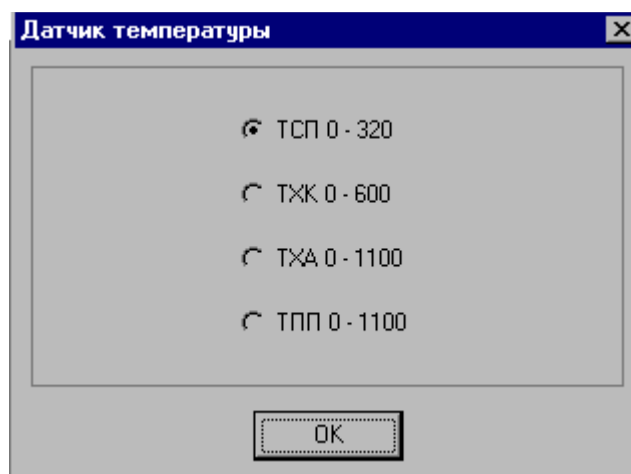 Датчик температуры
ТСП 0 - 320
ТХК 0 - 600
ТХА 0 - 1100
ТПП 0 - 1100
OK